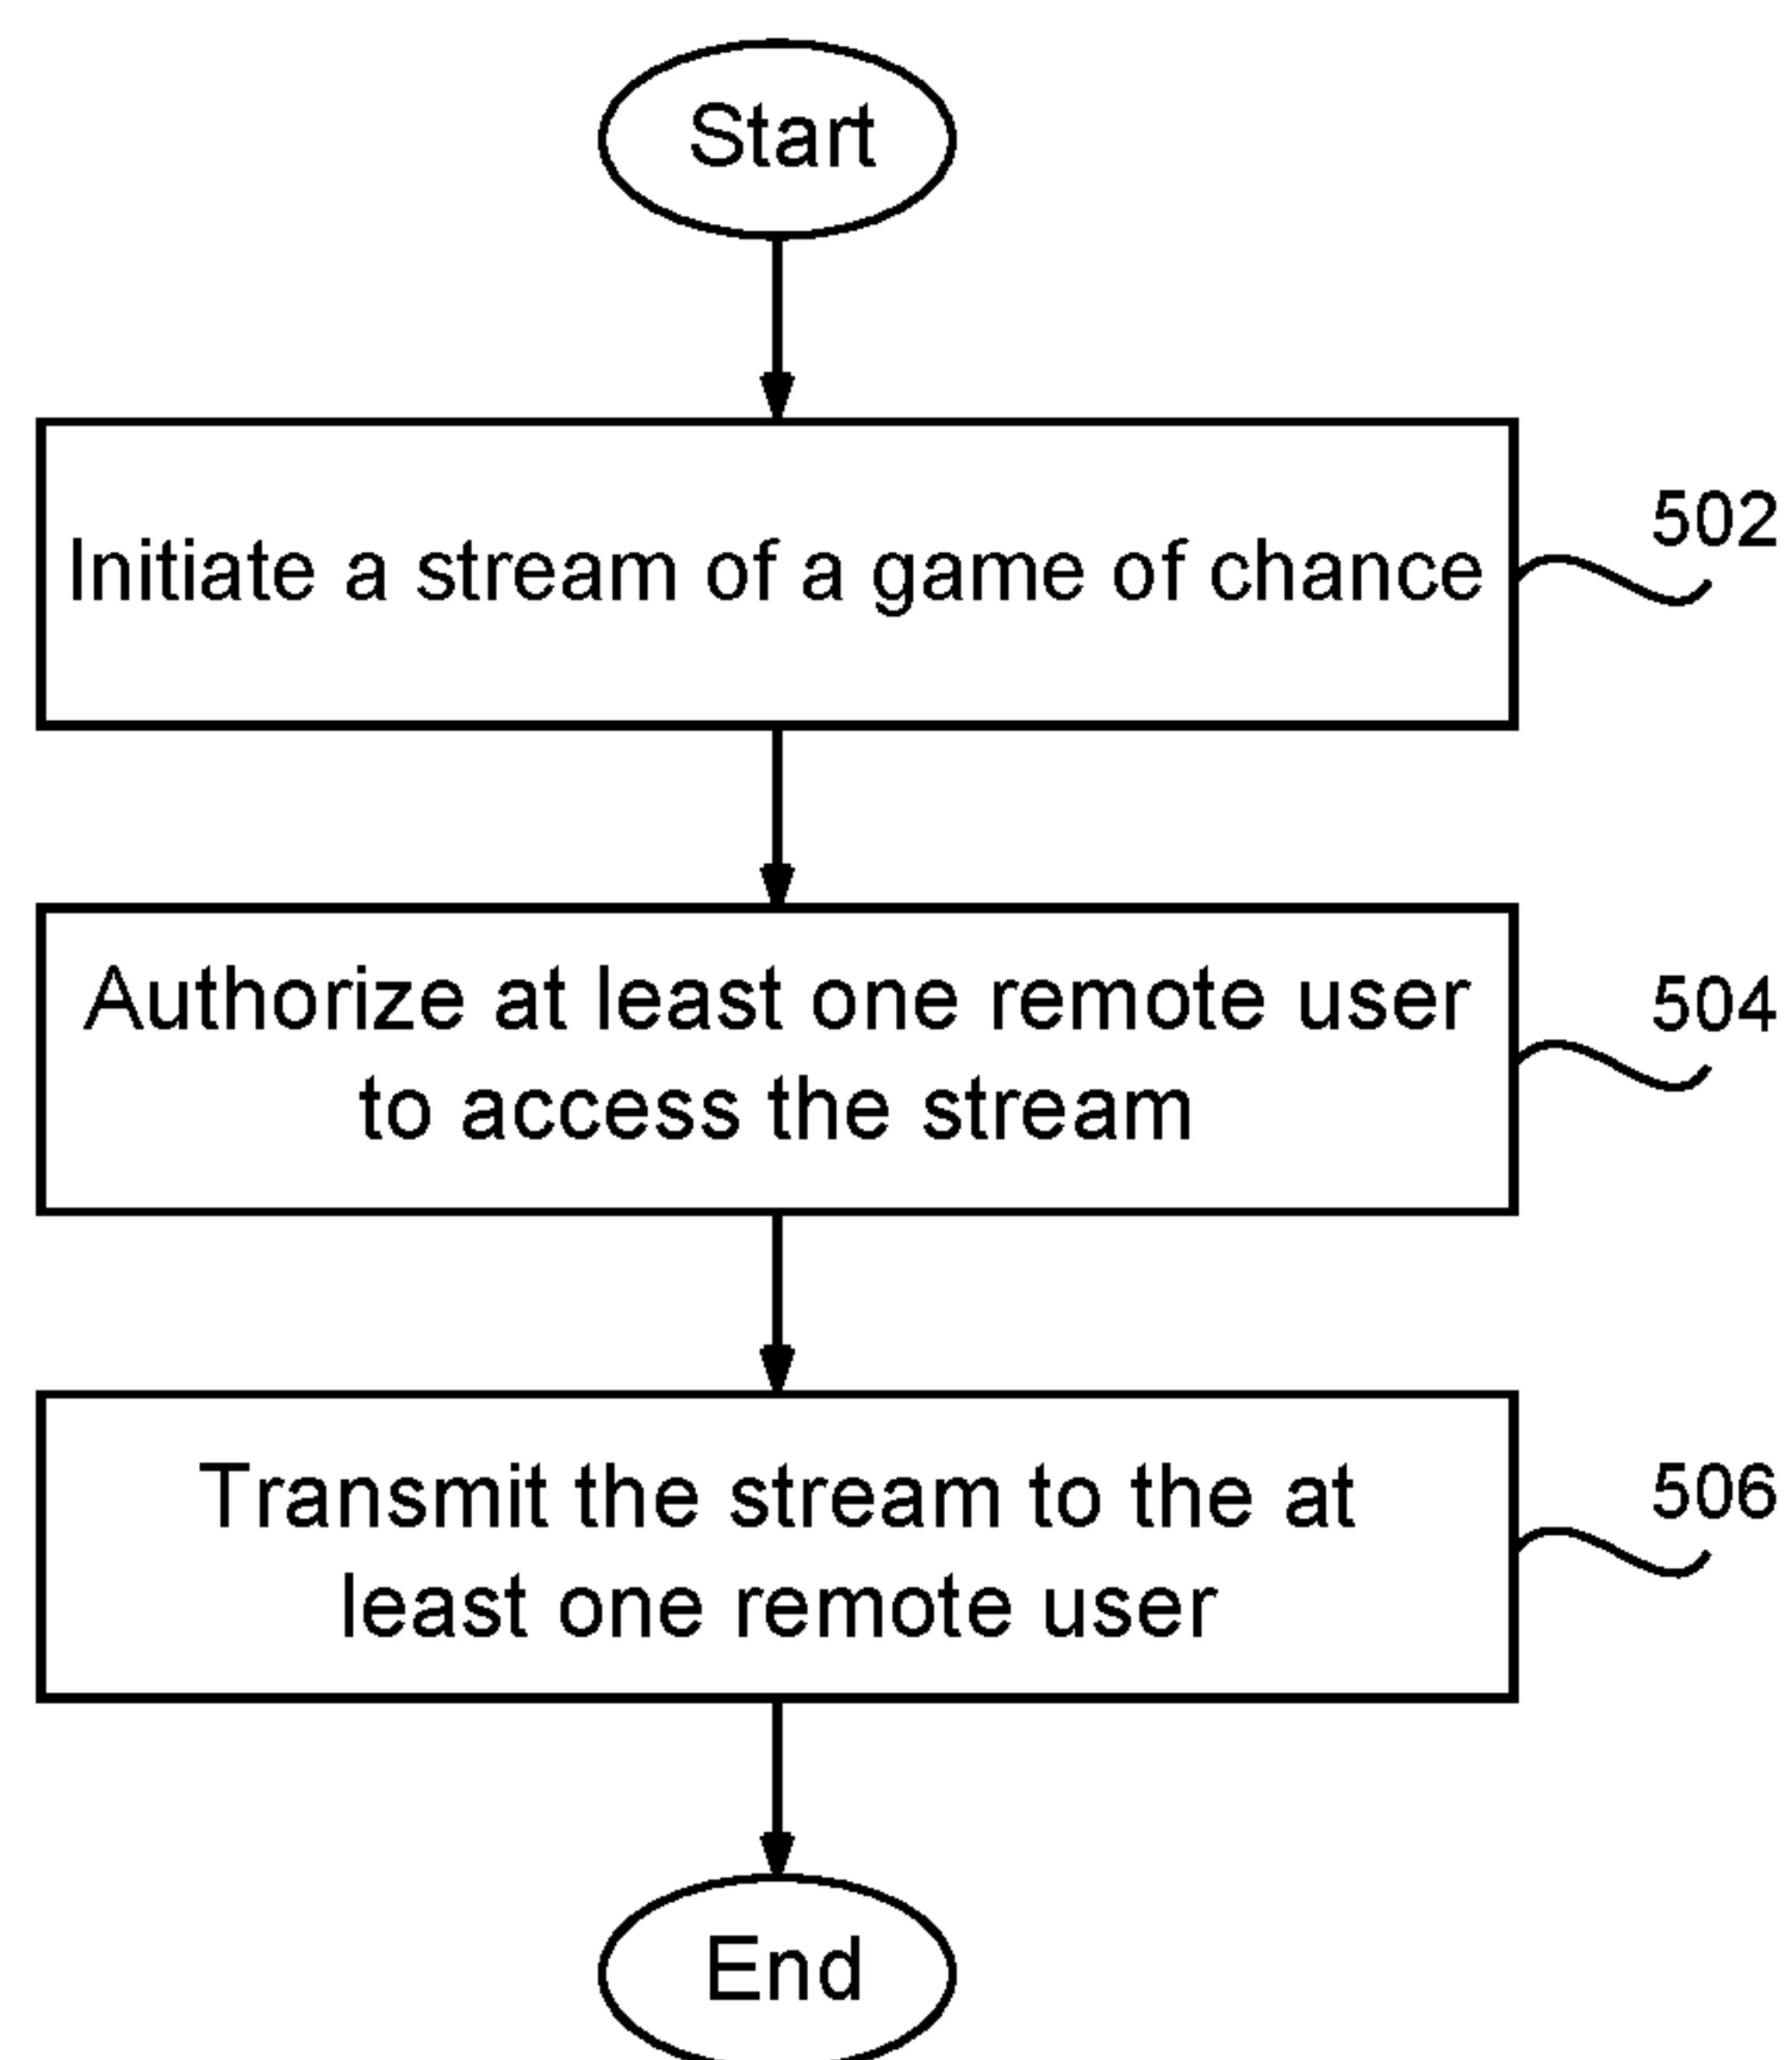 Start
Initiate a stream of a game of chance
502
Authorize at least one remote user
to access the stream
504
Transmit the stream to the at
least one remote user
506
End